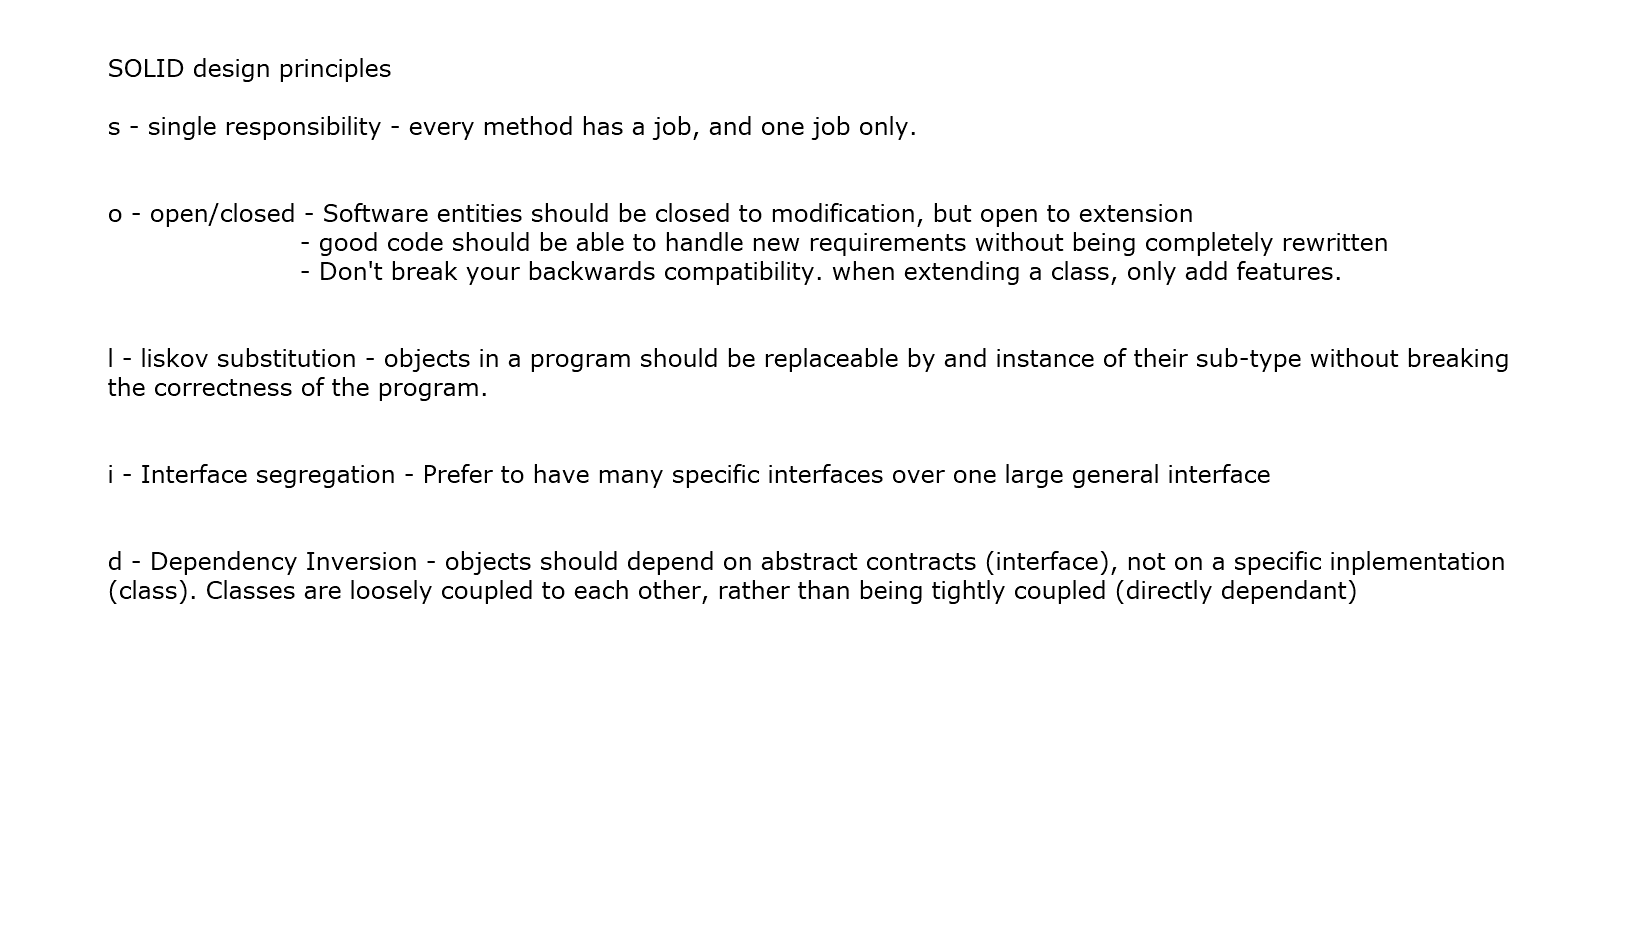 SOLID design principles
s - single responsibility - every method has a job, and one job only.
o - open/closed - Software entities should be closed to modification, but open to extension
- good code should be able to handle new requirements without being completely rewritten
- Don't break your backwards compatibility. when extending a class, only add features.
l - liskov substitution - objects in a program should be replaceable by and instance of their sub-type without breaking
the correctness of the program.
i - Interface segregation - Prefer to have many specific interfaces over one large general interface
d - Dependency Inversion - objects should depend on abstract contracts (interface), not on a specific inplementation
(class). Classes are loosely coupled to each other, rather than being tightly coupled (directly dependant)